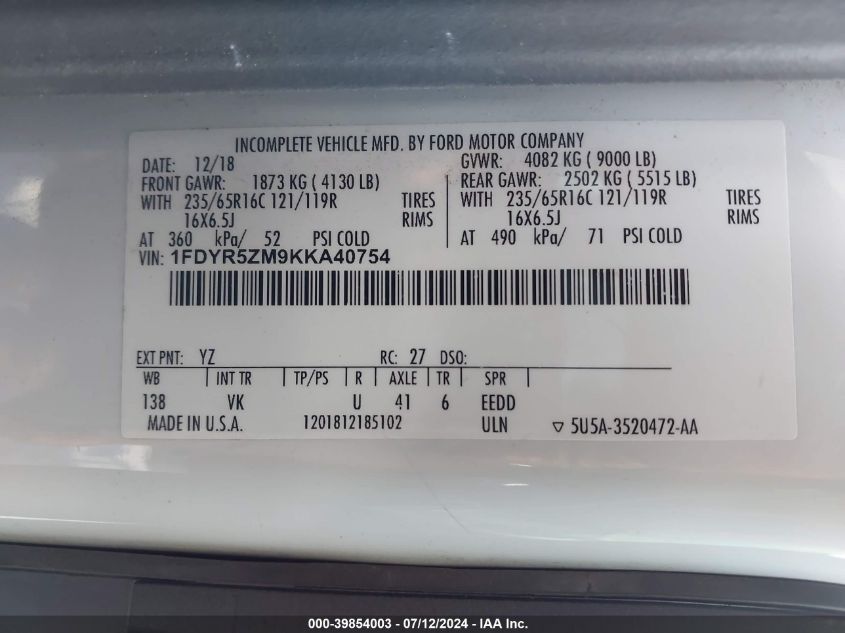 INCOMPLETE VEHICLE MFD. BY FORD MOTOR COMPANY
DATE: 12/18 GVWR: 4082 KG ( 9000 LB)
FRONT GAWR: 1873 KG ( 4130 LB) REAR GAWR: 2502 KG ( 5515 LB)
WITH 235/65R16C 121/119R TIRES WITH 235/65R16C 121/119R TIRES
16X6.5J RIMS 16X6.5J RIMS
AT 360 kPa/ 52 PSI COLD AT 490 kPa/ 71 PSI COLD
VIN: 1FDYR5ZM9KKA40754
EXT PNT: YZ RC: 27 DSO:
WB INT TR TP/PS R AXLE TR SPR
138 VK U 41 6 EEDD
MADE IN U.S.A. 1201812185102 ULN ▽ 5U5A-3520472-AA
000-39854003 - 07/12/2024 - IAA Inc.